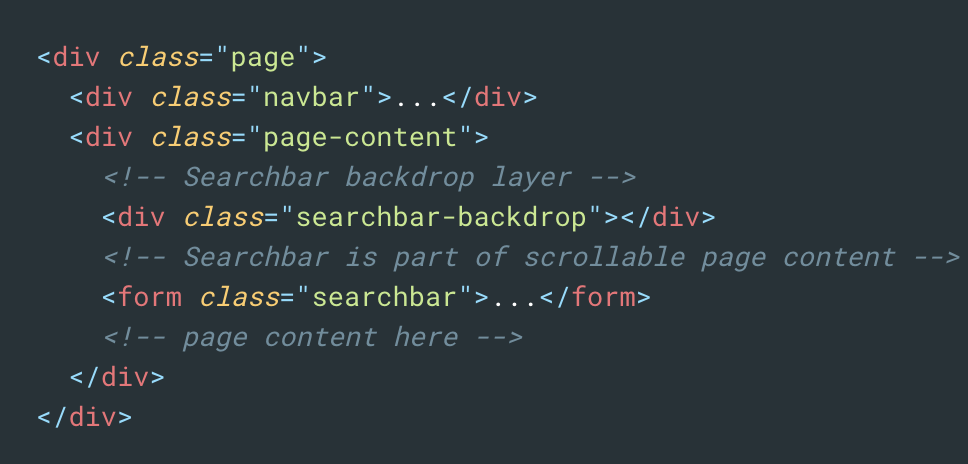 <div class="page">
  <div class="navbar">...</div>
  <div class="page-content">
    <!-- Searchbar backdrop layer -->
    <div class="searchbar-backdrop"></div>
    <!-- Searchbar is part of scrollable page content -->
    <form class="searchbar">...</form>
    <!-- page content here -->
  </div>
</div>